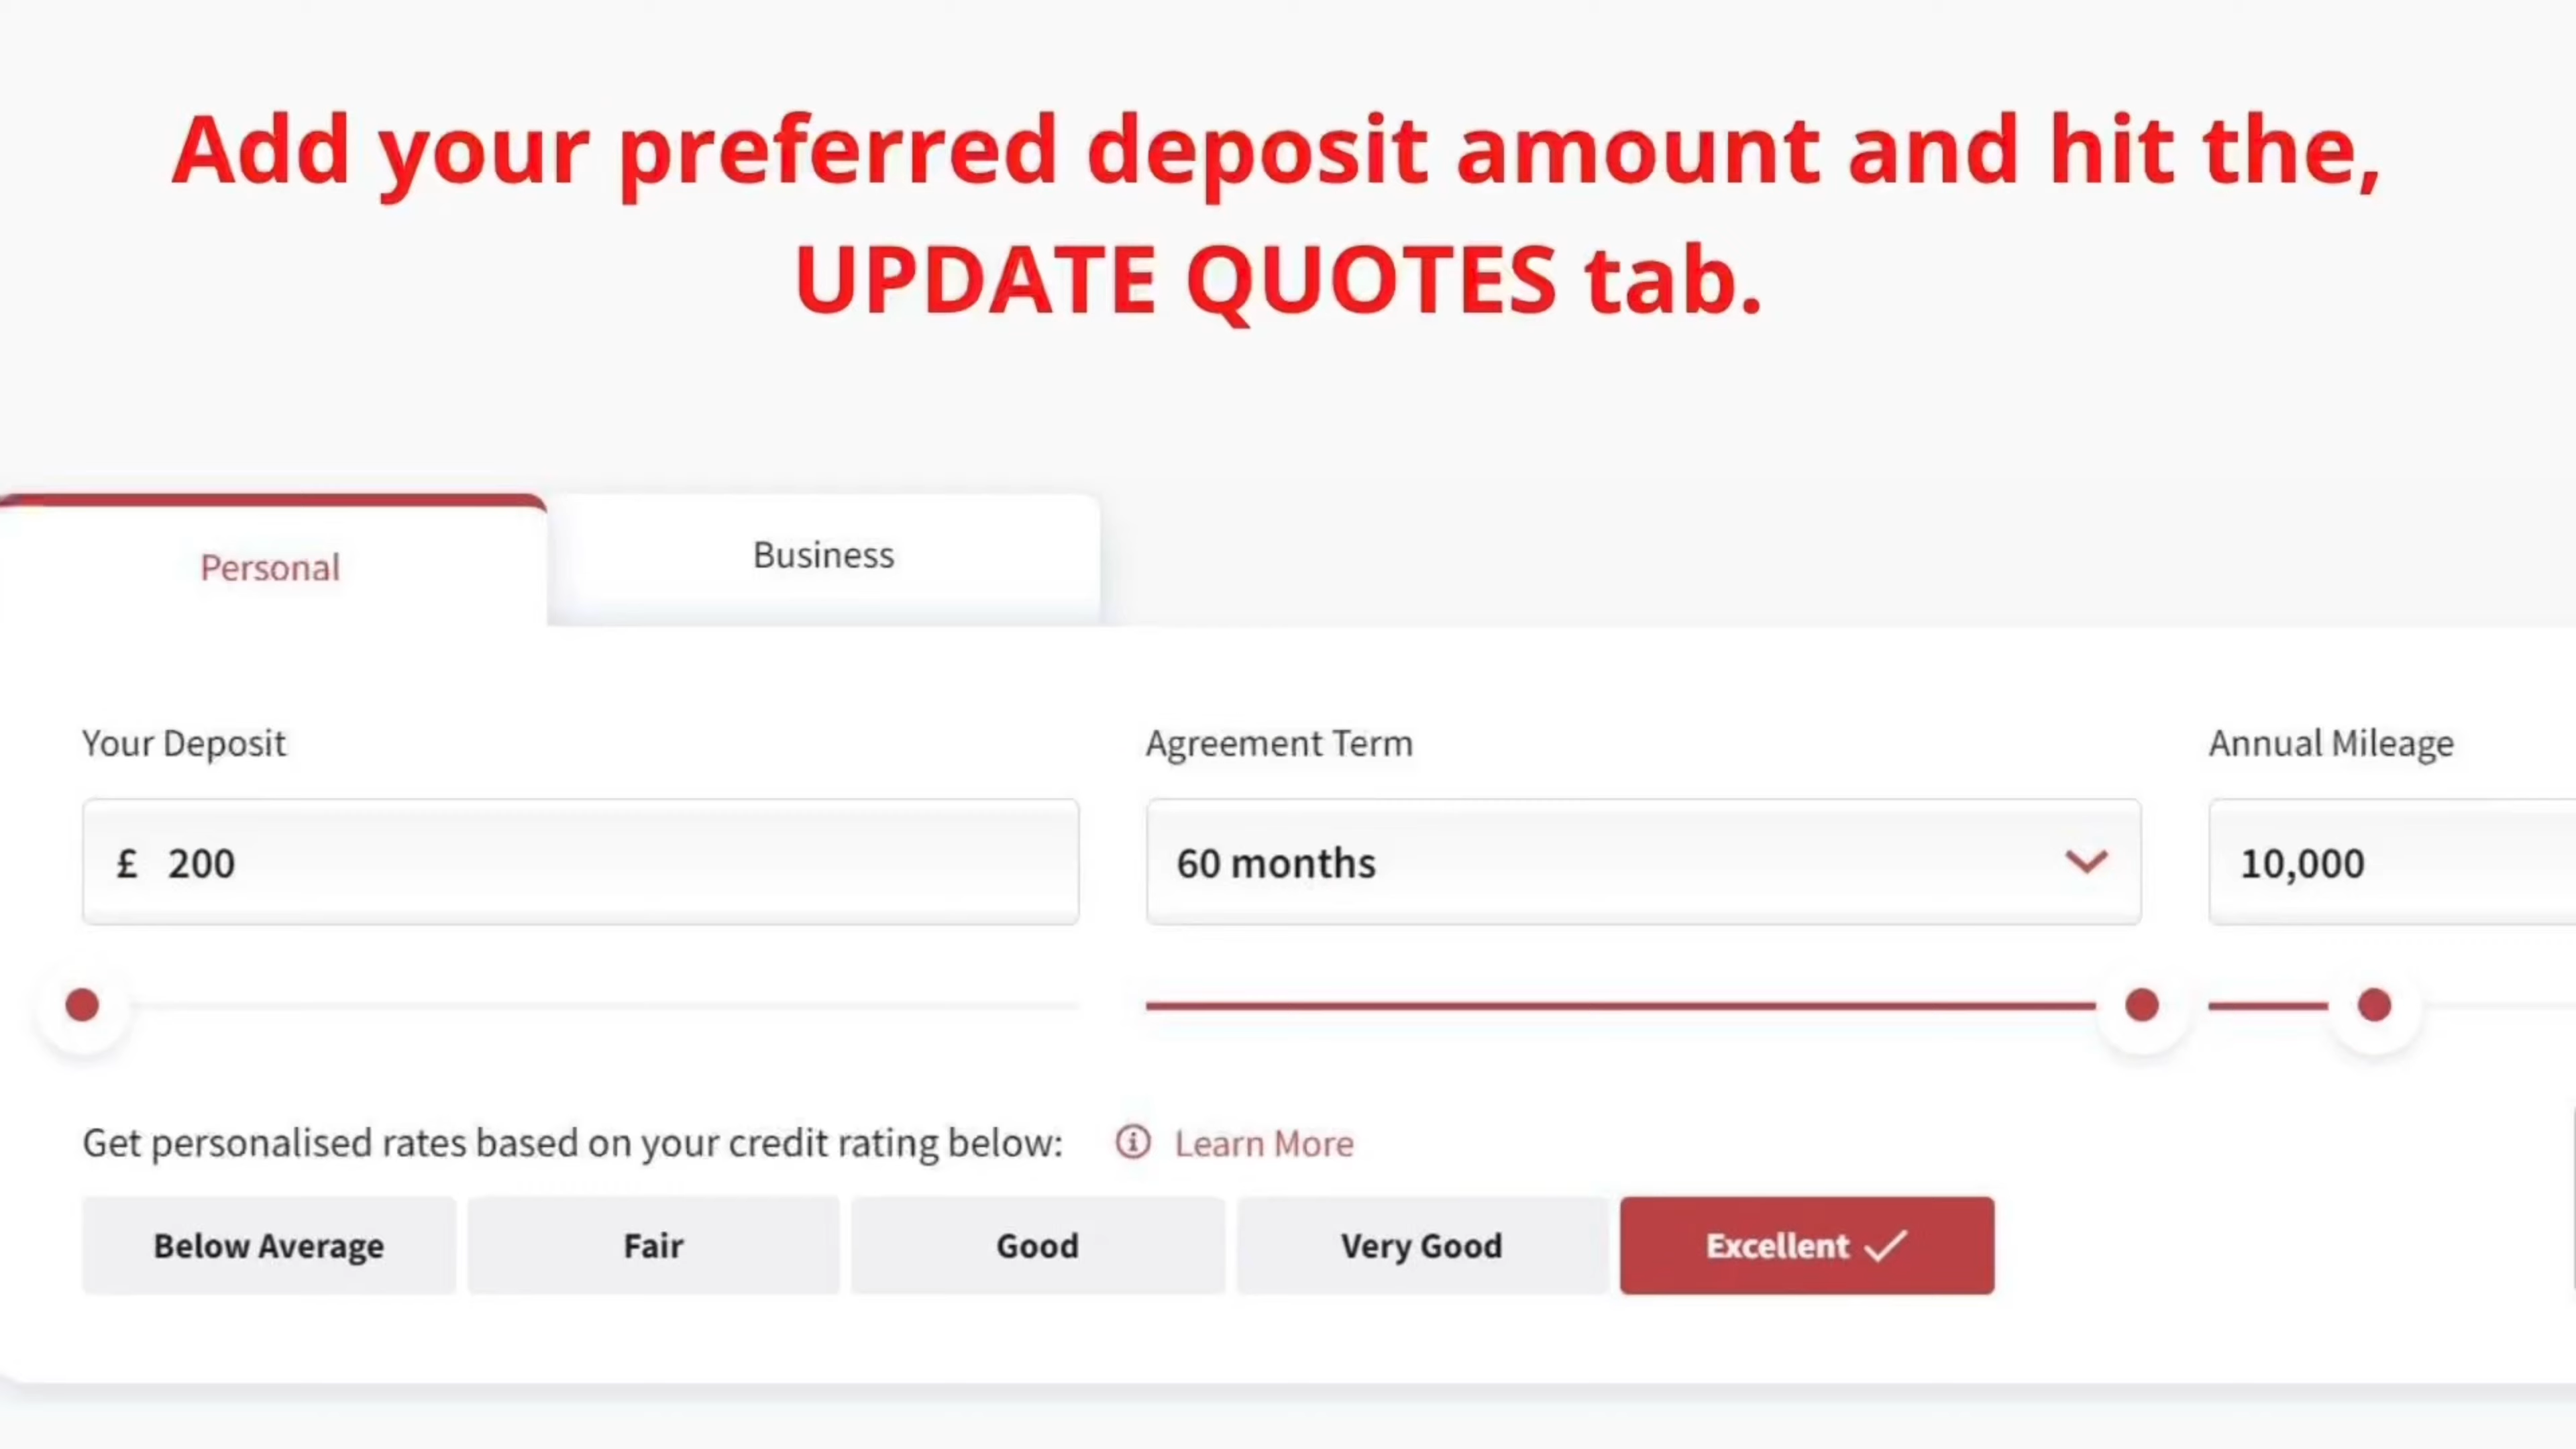 Add your preferred deposit amount and hit the,
UPDATE QUOTES tab.
Personal
Business
Your Deposit
Agreement Term
Annual Mileage
£ 200
60 months
10,000
Get personalised rates based on your credit rating below:
Learn More
Below Average
Fair
Good
Very Good
Excellent